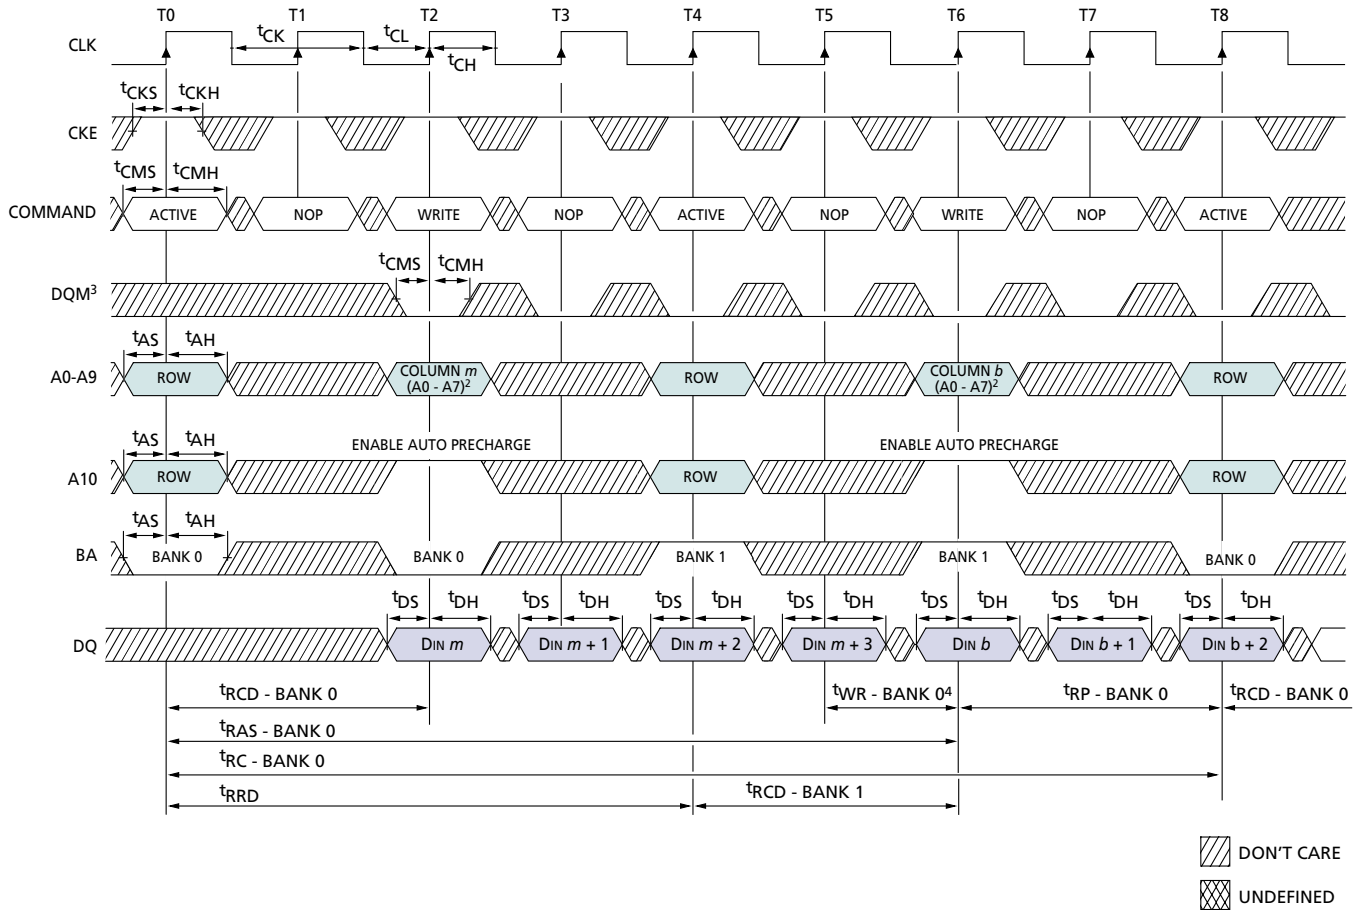 T0 T1 T2 T3 T4 T5 T6 T7 T8
CLK
tCK tCL
tCH
tCKS tCKH
CKE
tCMS tCMH
COMMAND ACTIVE NOP WRITE NOP ACTIVE NOP WRITE NOP ACTIVE
tCMS tCMH
DQM3
tAS tAH
A0-A9 ROW COLUMN m (A0 - A7)2 ROW COLUMN b (A0 - A7)2 ROW
ENABLE AUTO PRECHARGE ENABLE AUTO PRECHARGE
tAS tAH
A10 ROW ROW ROW
tAS tAH
BA BANK 0 BANK 0 BANK 1 BANK 1 BANK 0
tDS tDH tDS tDH tDS tDH tDS tDH tDS tDH tDS tDH tDS tDH
DQ DIN m DIN m + 1 DIN m + 2 DIN m + 3 DIN b DIN b + 1 DIN b + 2
tRCD - BANK 0 tWR - BANK 04 tRP - BANK 0 tRCD - BANK 0
tRAS - BANK 0
tRC - BANK 0
tRRD tRCD - BANK 1
DON'T CARE
UNDEFINED